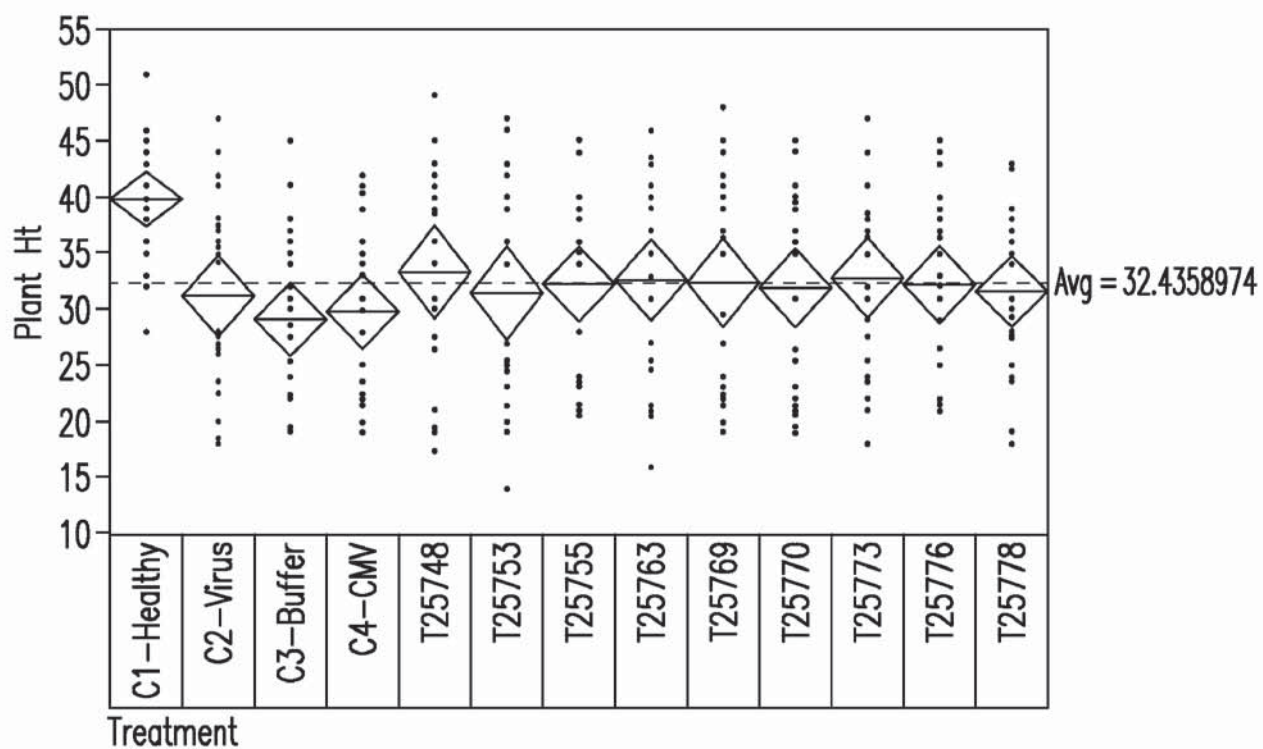 55
50
45
40
35
30
25
20
15
10
Plant Ht
Avg = 32.4358974
C1-Healthy
C2-Virus
C3-Buffer
C4-CMV
T25748
T25753
T25755
T25763
T25769
T25770
T25773
T25776
T25778
Treatment